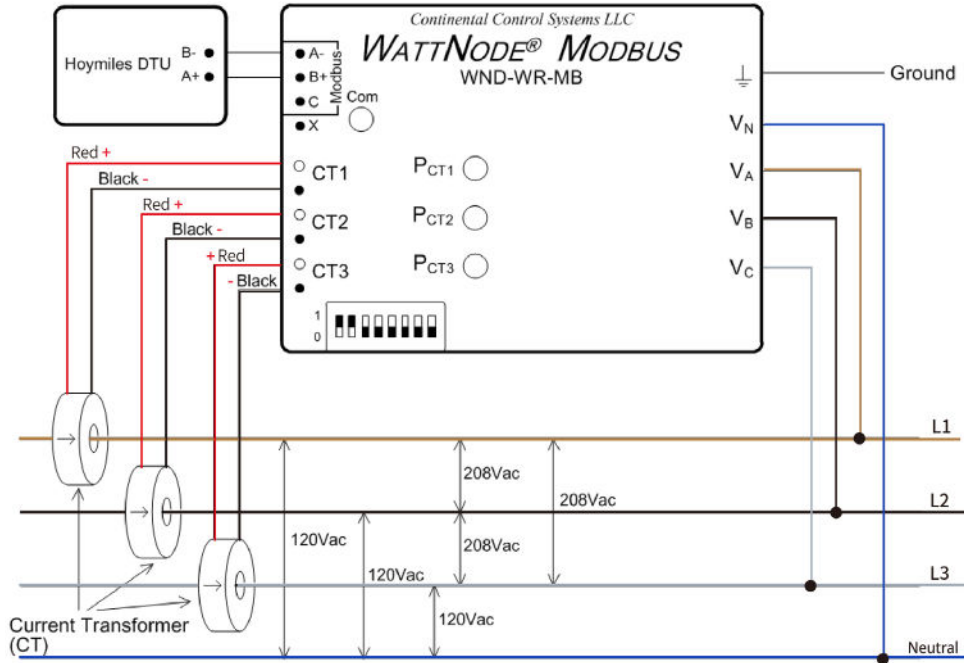 Continental Control Systems LLC
WATTNODE® MODBUS
WND-WR-MB
Hoymiles DTU
B-
A+
A-
B+
C
X
Modbus
Com
Ground
VN
VA
VB
VC
Red +
Black -
Red +
Black -
+ Red
- Black
CT1
CT2
CT3
PCT1
PCT2
PCT3
1
0
L1
208Vac
208Vac
L2
120Vac
208Vac
120Vac
L3
120Vac
Current Transformer
(CT)
Neutral